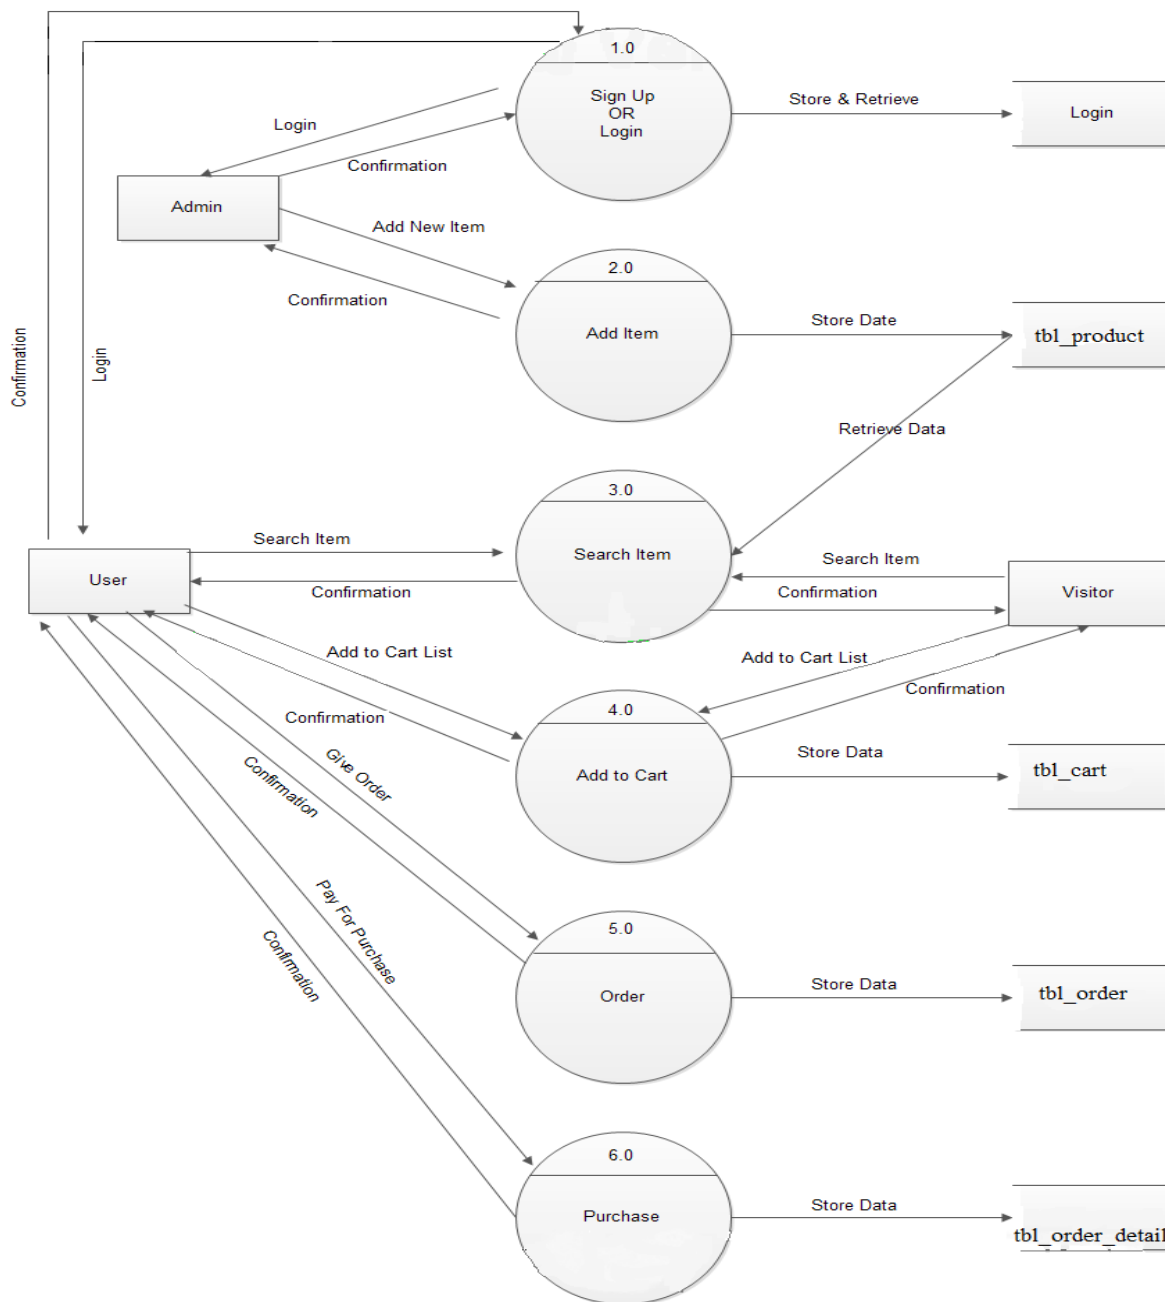 1.0
Sign Up
OR
Login
Store & Retrieve
Login
Login
Confirmation
Admin
Add New Item
Confirmation
2.0
Add Item
Store Date
tbl_product
Confirmation
Login
Retrieve Data
3.0
Search Item
Search Item
Confirmation
User
Search Item
Confirmation
Visitor
Add to Cart List
Confirmation
Add to Cart List
Confirmation
4.0
Add to Cart
Store Data
tbl_cart
Give Order
Confirmation
5.0
Order
Store Data
tbl_order
Pay For Purchase
Confirmation
6.0
Purchase
Store Data
tbl_order_detail